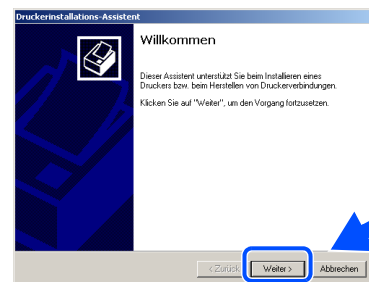 Druckerinstallations-Assistent
Willkommen
Dieser Assistent unterstützt Sie beim Installieren eines
Druckers bzw. beim Herstellen von Druckerverbindungen.
Klicken Sie auf "Weiter", um den Vorgang fortzusetzen.
< Zurück
Weiter >
Abbrechen